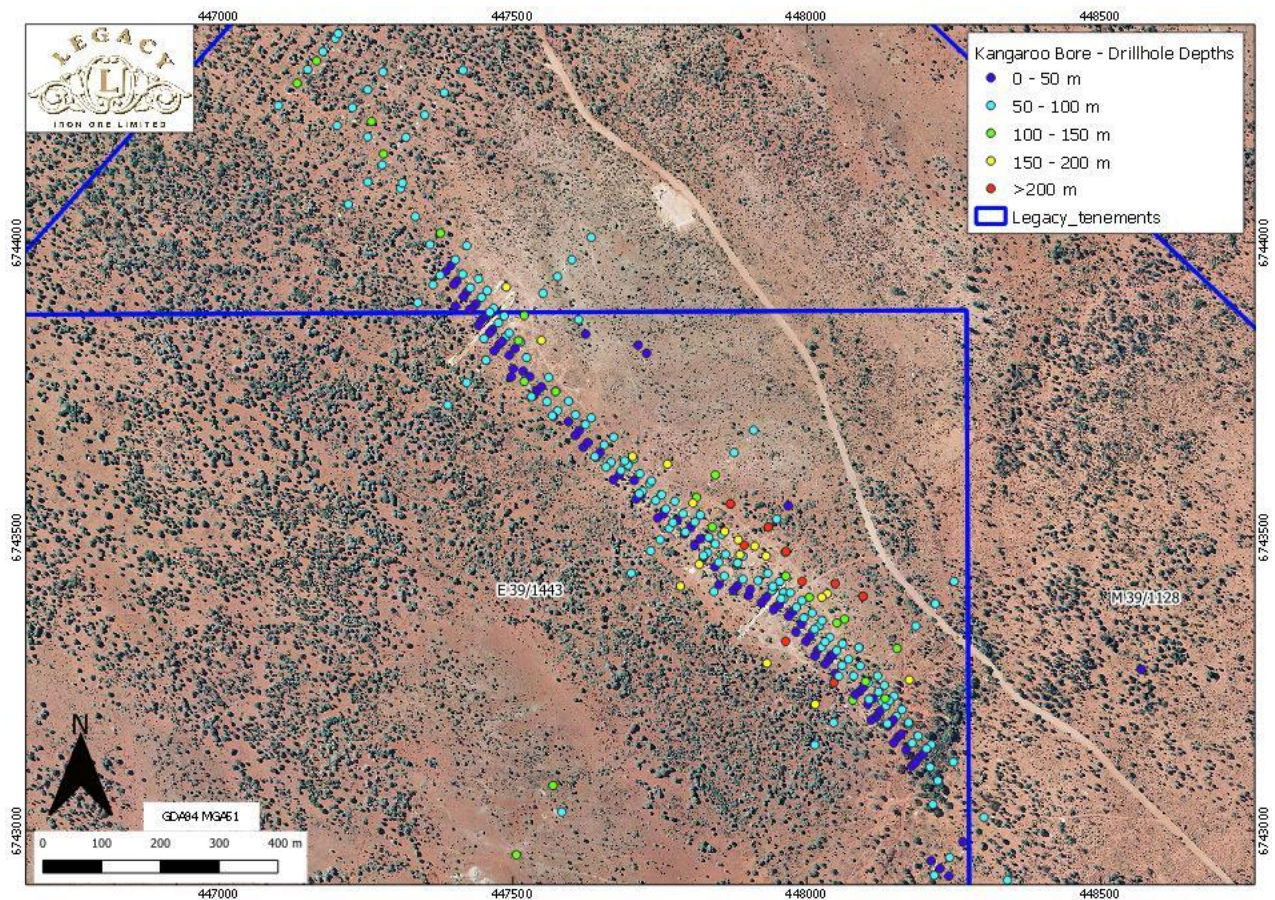 447000
447500
448000
448500
LEGACY
L
IRON ORE LIMITED
Kangaroo Bore - Drillhole Depths
0 - 50 m
50 - 100 m
100 - 150 m
150 - 200 m
>200 m
Legacy_tenements
6744000
6744000
6743500
6743500
E39/1443
M39/1128
N
GDA94 MGA51
0
100
200
300
400 m
6743000
6743000
447000
447500
448000
448500